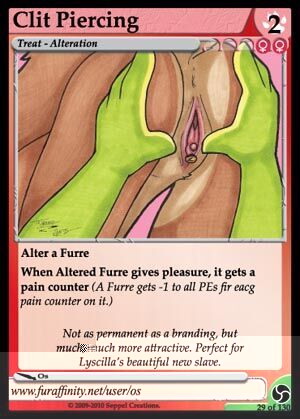 Clit Piercing
2
Treat - Alteration
Alter a Furre
When Altered Furre gives pleasure, it gets a
pain counter (A Furre gets -1 to all PEs fir eacg
pain counter on it.)
Not as permanent as a branding, but
much, much more attractive. Perfect for
Lyscilla's beautiful new slave.
Os
www.furaffinity.net/user/os
© 2009-2010 Seppel Creations.
29 of 130